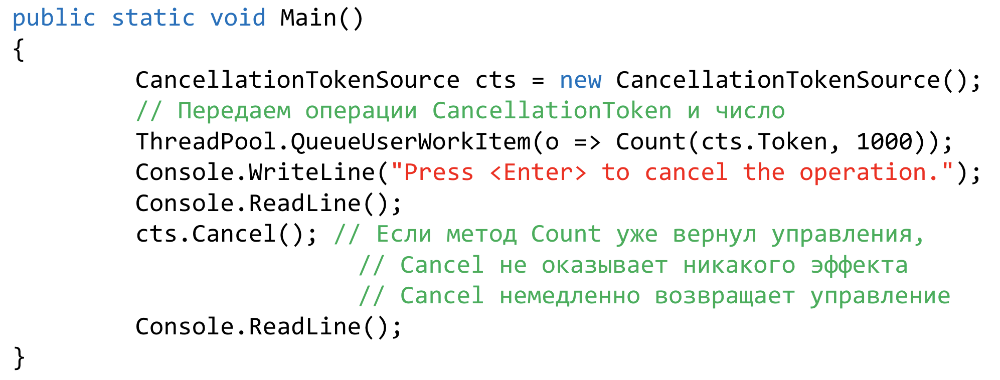 public static void Main()
{
CancellationTokenSource cts = new CancellationTokenSource();
// Передаем операции CancellationToken и число
ThreadPool.QueueUserWorkItem(o => Count(cts.Token, 1000));
Console.WriteLine("Press <Enter> to cancel the operation.");
Console.ReadLine();
cts.Cancel(); // Если метод Count уже вернул управления,
// Cancel не оказывает никакого эффекта
// Cancel немедленно возвращает управление
Console.ReadLine();
}